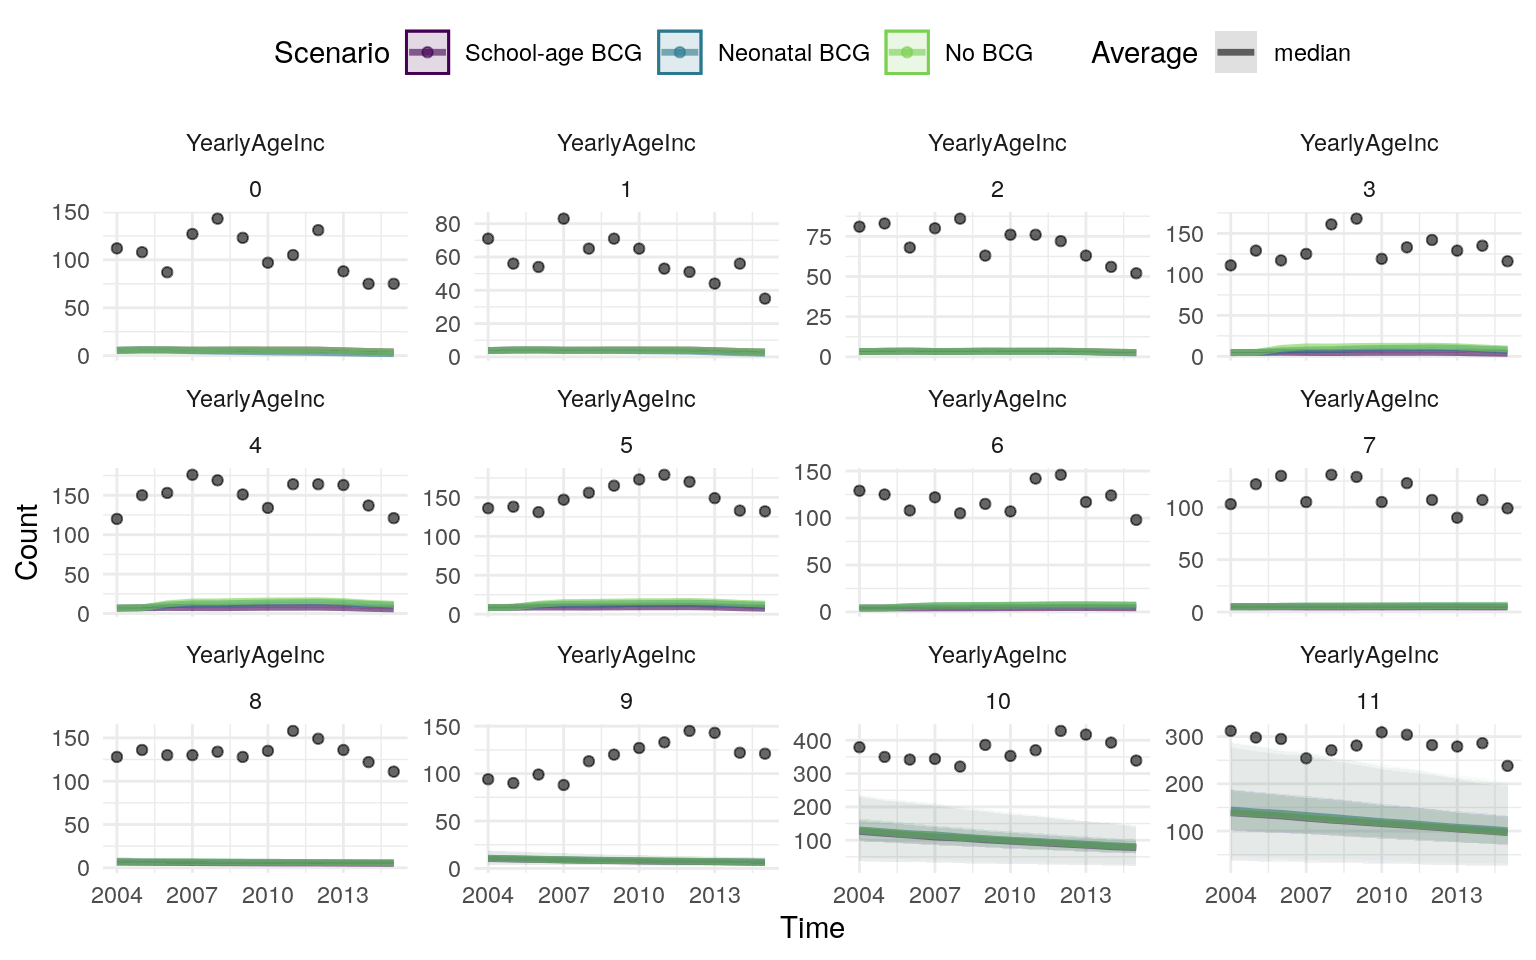 Scenario School-age BCG Neonatal BCG No BCG Average median
YearlyAgeInc YearlyAgeInc YearlyAgeInc YearlyAgeInc
0 1 2 3
150 100 50 0
80 60 40 20 0
75 50 25 0
150 100 50 0
YearlyAgeInc YearlyAgeInc YearlyAgeInc YearlyAgeInc
4 5 6 7
150 100 50 0
150 100 50 0
150 100 50 0
100 50 0
Count
YearlyAgeInc YearlyAgeInc YearlyAgeInc YearlyAgeInc
8 9 10 11
150 100 50 0
150 100 50 0
400 300 200 100
300 200 100
2004 2007 2010 2013 2004 2007 2010 2013 2004 2007 2010 2013 2004 2007 2010 2013
Time